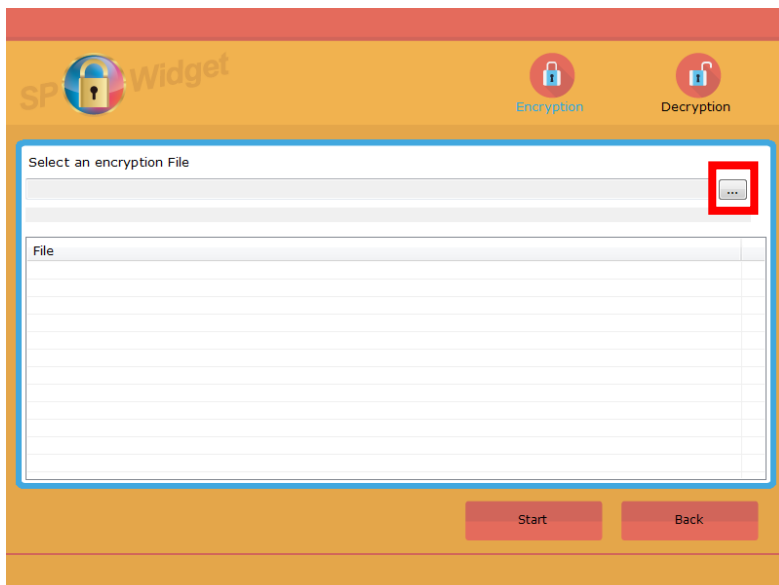 SP Widget
Encryption
Decryption
Select an encryption File
...
File
Start
Back